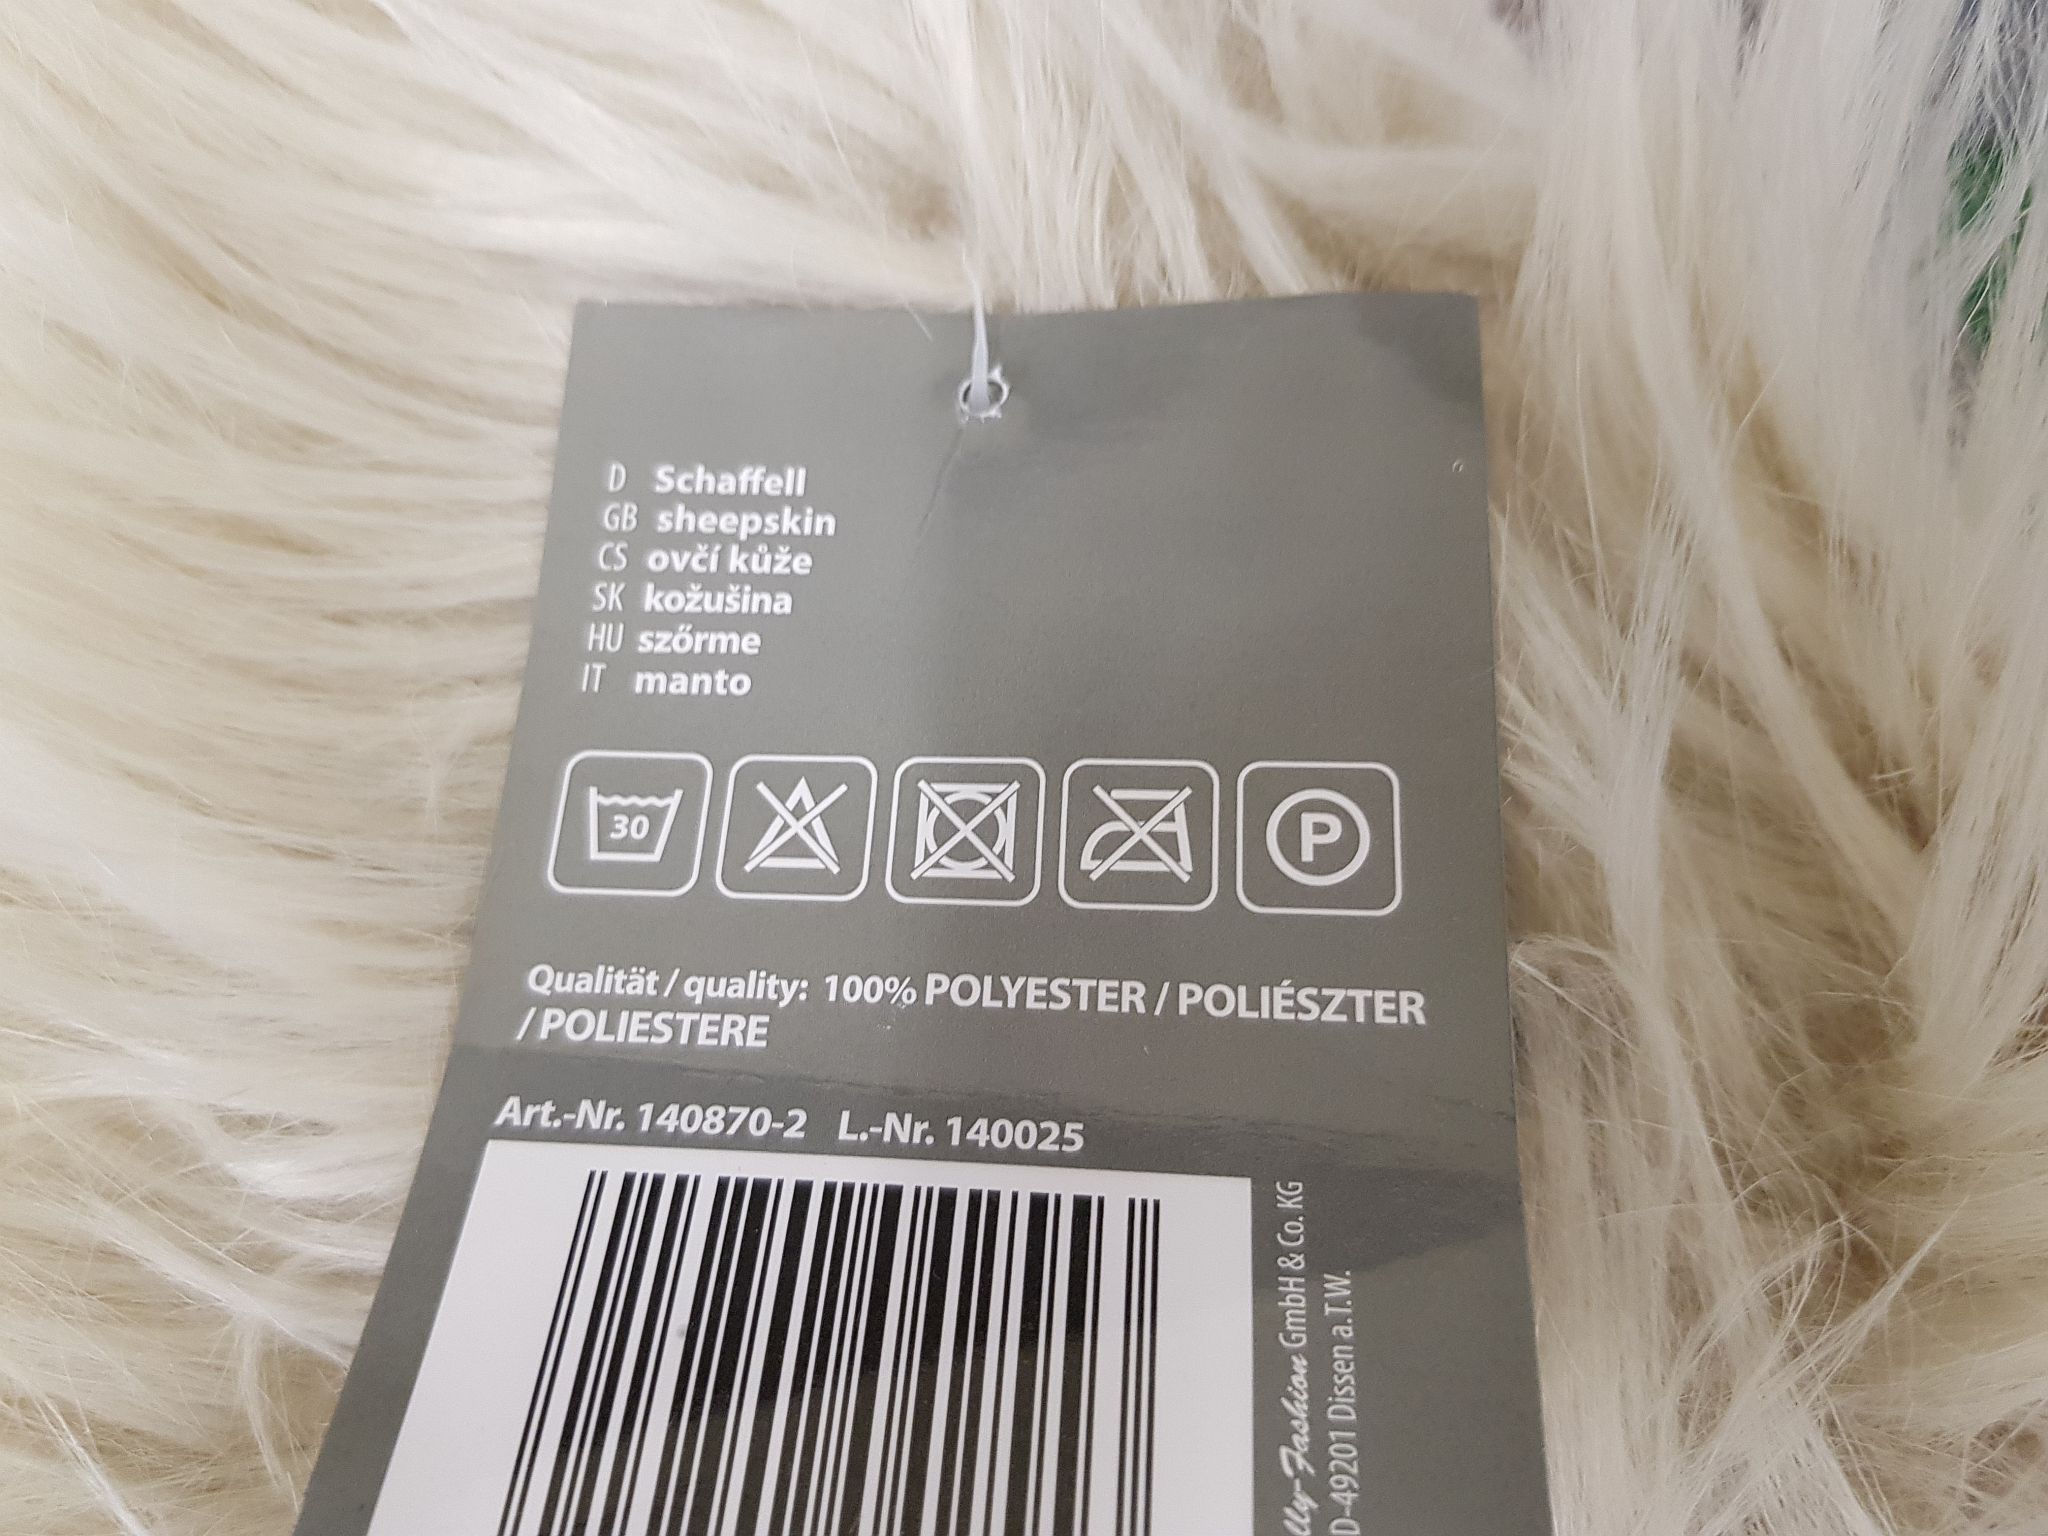 D Schaffell
GB sheepskin
CS ovčí kůže
SK kožušina
HU szőrme
IT manto
30
P
Qualität / quality: 100% POLYESTER / POLIÉSZTER
/ POLIESTERE
Art.-Nr. 140870-2 L.-Nr. 140025
GmbH & Co. KG
D-49201 Dissen a.T.W.